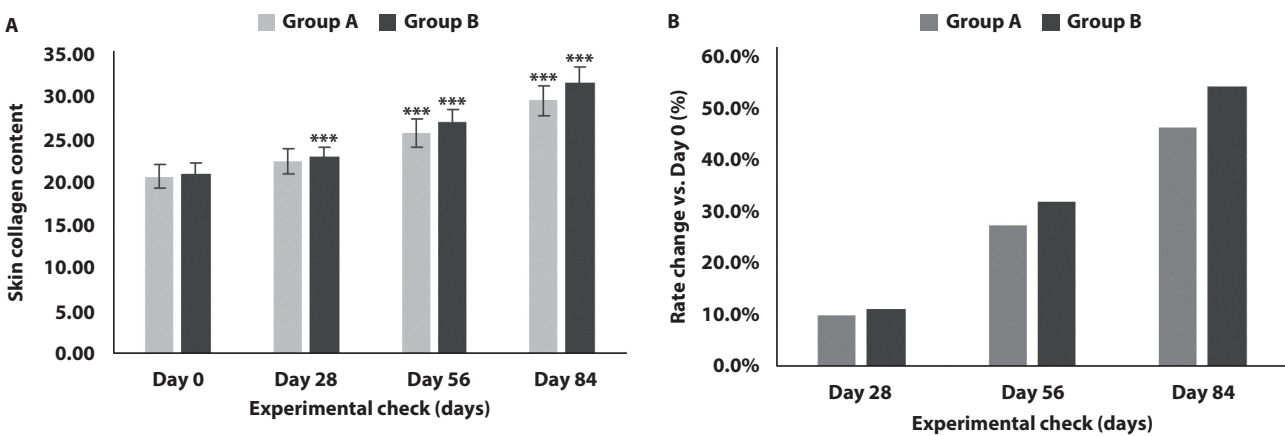 A
Group A Group B
Skin collagen content
35.00
30.00
25.00
20.00
15.00
10.00
5.00
0.00
***
***
***
***
***
Day 0 Day 28 Day 56 Day 84
Experimental check (days)
B
Group A Group B
Rate change vs. Day 0 (%)
60.0%
50.0%
40.0%
30.0%
20.0%
10.0%
0.0%
Day 28 Day 56 Day 84
Experimental check (days)